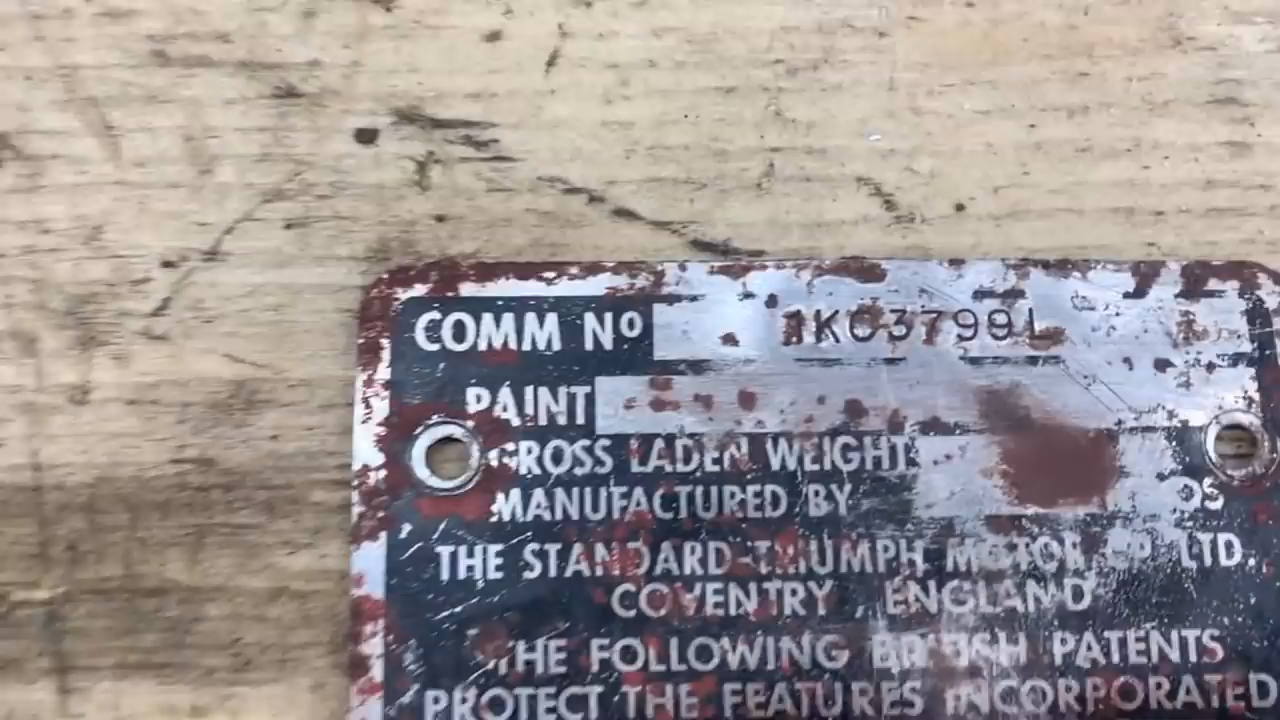 COMM Nº 1KC3799L
PAINT
GROSS LADEN WEIGHT
MANUFACTURED BY
THE STANDARD-TRIUMPH MOTOR Cº LTD.
COVENTRY, ENGLAND
THE FOLLOWING BRITISH PATENTS
PROTECT THE FEATURES INCORPORATED